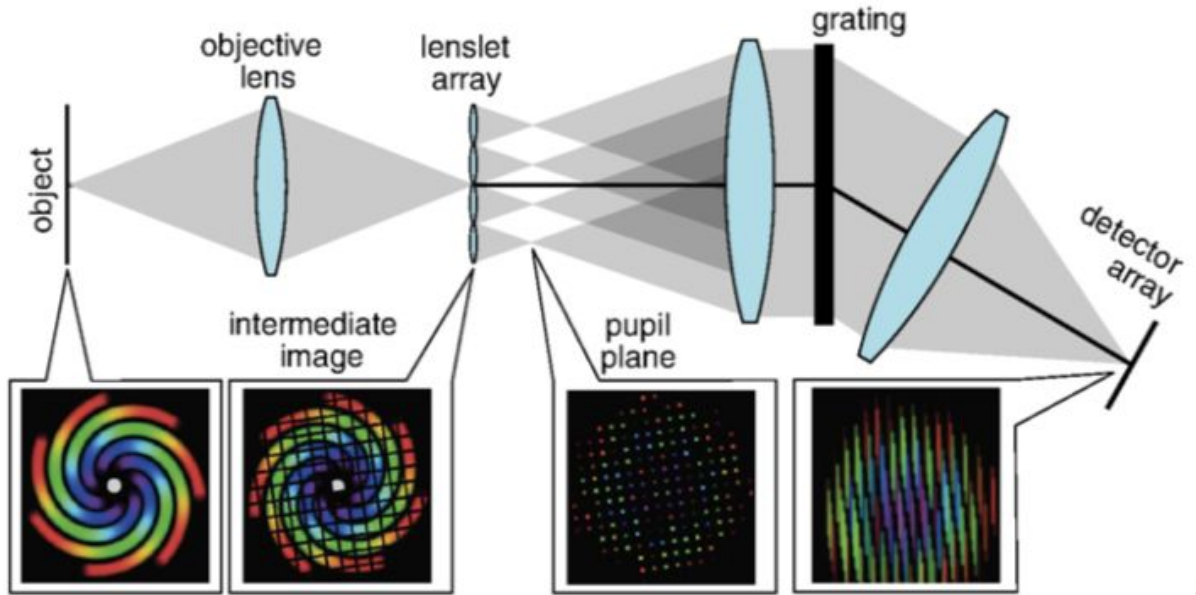 grating
objective
lens
lenslet
array
object
detector
array
intermediate
image
pupil
plane